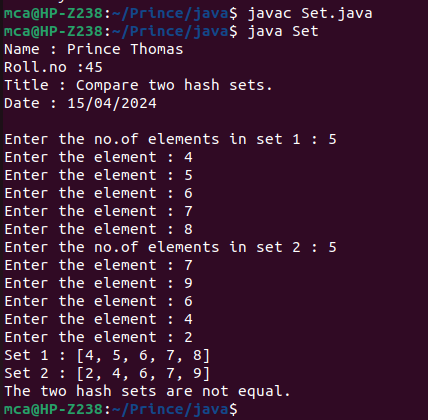 mca@HP-Z238:~/Prince/java$ javac Set.java
mca@HP-Z238:~/Prince/java$ java Set
Name : Prince Thomas
Roll.no :45
Title : Compare two hash sets.
Date : 15/04/2024
Enter the no.of elements in set 1 : 5
Enter the element : 4
Enter the element : 5
Enter the element : 6
Enter the element : 7
Enter the element : 8
Enter the no.of elements in set 2 : 5
Enter the element : 7
Enter the element : 9
Enter the element : 6
Enter the element : 4
Enter the element : 2
Set 1 : [4, 5, 6, 7, 8]
Set 2 : [2, 4, 6, 7, 9]
The two hash sets are not equal.
mca@HP-Z238:~/Prince/java$